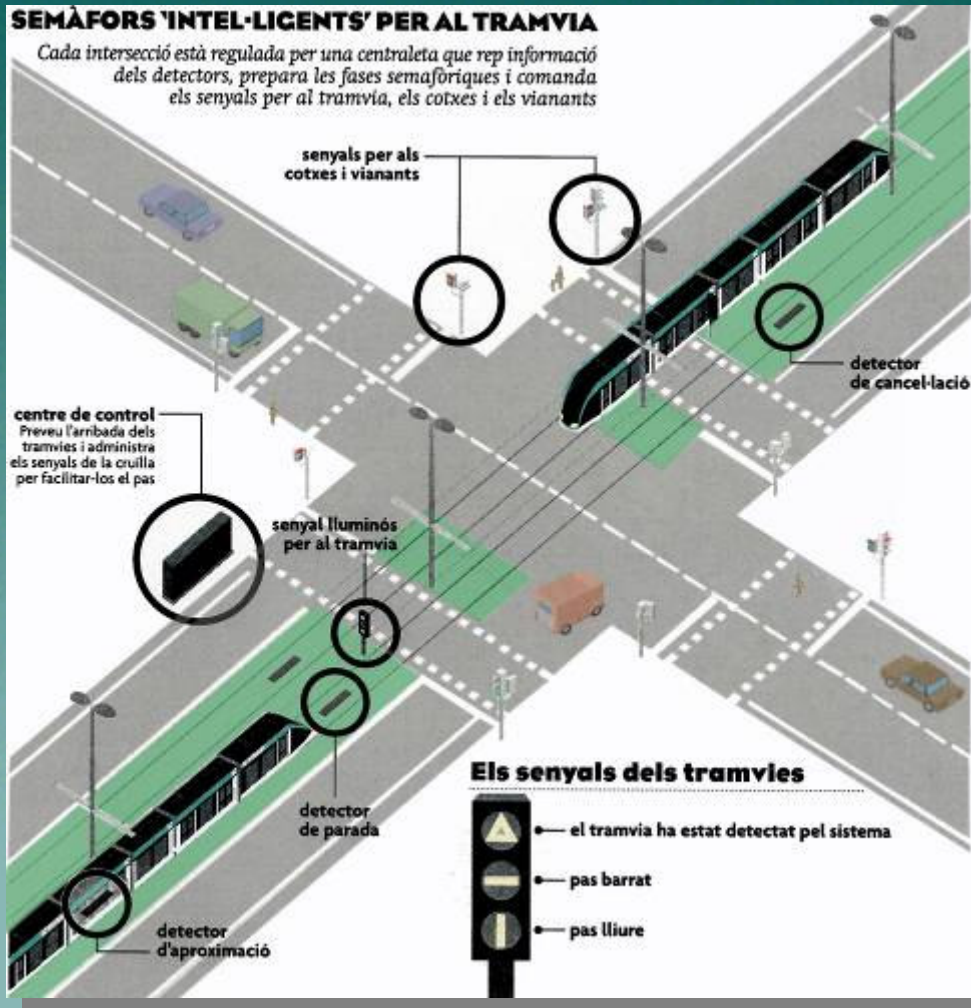 SEMÀFORS 'INTEL·LIGENTS' PER AL TRAMVIA
Cada intersecció està regulada per una centraleta que rep informació
dels detectors, prepara les fases semafòriques i comanda
els senyals per al tramvia, els cotxes i els vianants
senyals per als
cotxes i vianants
detector
de cancel·lació
centre de control
Preveu l'arribada dels
tramvies i administra
els senyals de la cruïlla
per facilitar-los el pas
senyal lluminós
per al tramvia
detector
de parada
detector
d'aproximació
Els senyals dels tramvies
el tramvia ha estat detectat pel sistema
pas barrat
pas lliure